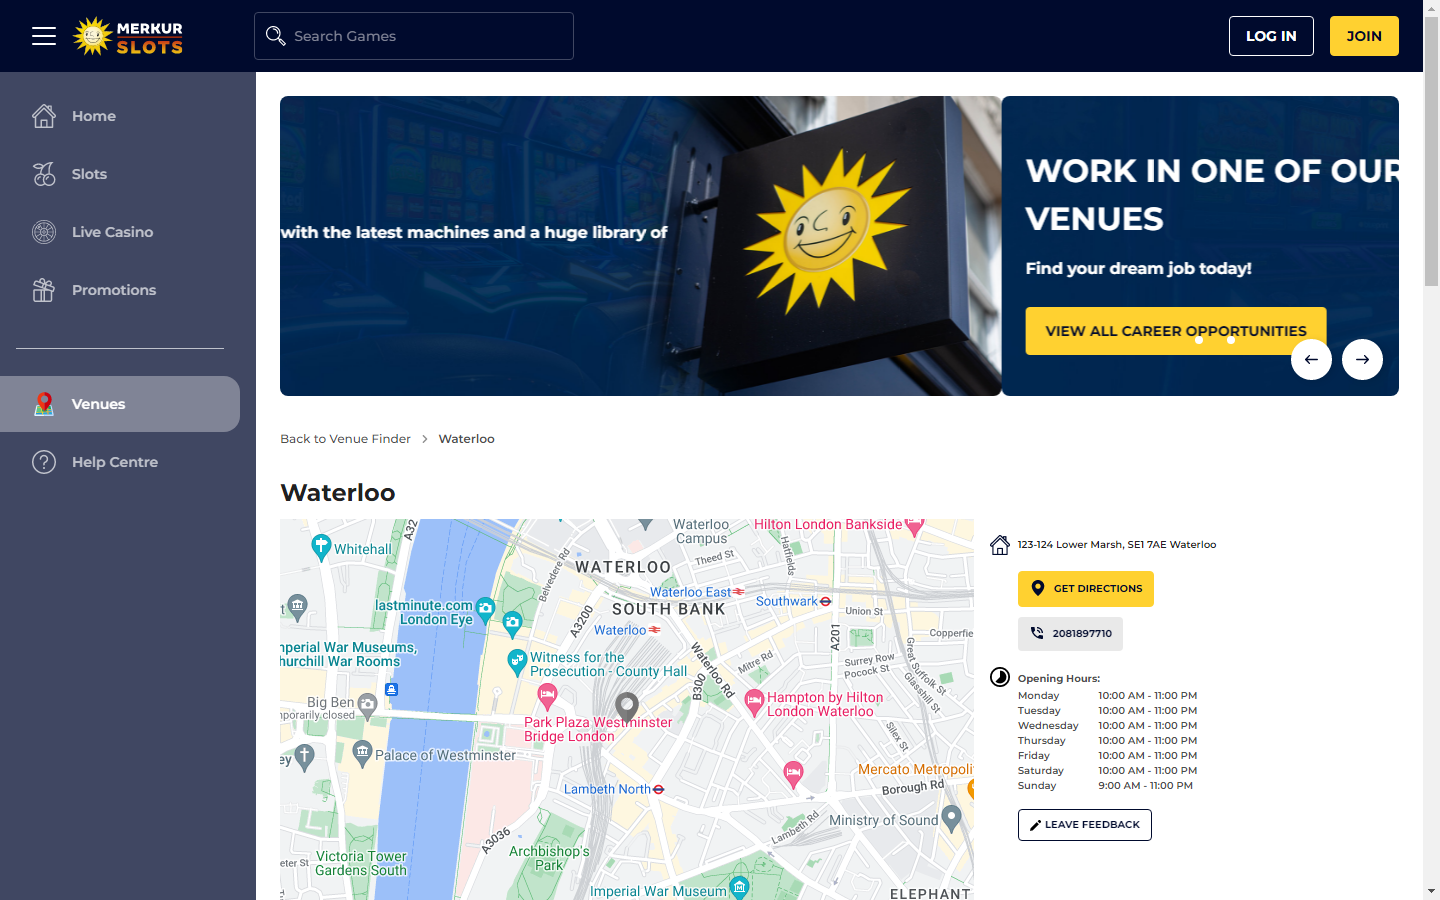 MERKUR
SLOTS
Search Games
LOG IN
JOIN
Home
Slots
Live Casino
Promotions
Venues
Help Centre
with the latest machines and a huge library of
WORK IN ONE OF OUR
VENUES
Find your dream job today!
VIEW ALL CAREER OPPORTUNITIES
Back to Venue Finder
Waterloo
Waterloo
Whitehall
A32
Waterloo
Campus
Hilton London Bankside
Theed St
Hatfields
WATERLOO
Belvedere Rd
Waterloo East
Southwark
lastminute.com
London Eye
A3200
SOUTH BANK
Union St
Waterloo
A201
Copperfie
Imperial War Museums,
Churchill War Rooms
Witness for the
Prosecution - County Hall
Waterloo Rd
B300
Mitre Rd
Surrey Row
Pocock St
Great Suffolk St
Glasshill St
Big Ben
mporarily closed
Hampton by Hilton
London Waterloo
Park Plaza Westminster
Bridge London
Silex St
Palace of Westminster
Mercato Metropoli
Lambeth North
Borough Rd
Ministry of Sound
Lambeth Rd
A3036
Victoria Tower
Gardens South
Archbishop's
Park
eter St
Imperial War Museum
ELEPHANT
123-124 Lower Marsh, SE1 7AE Waterloo
GET DIRECTIONS
2081897710
Opening Hours:
Monday 10:00 AM - 11:00 PM
Tuesday 10:00 AM - 11:00 PM
Wednesday 10:00 AM - 11:00 PM
Thursday 10:00 AM - 11:00 PM
Friday 10:00 AM - 11:00 PM
Saturday 10:00 AM - 11:00 PM
Sunday 9:00 AM - 11:00 PM
LEAVE FEEDBACK